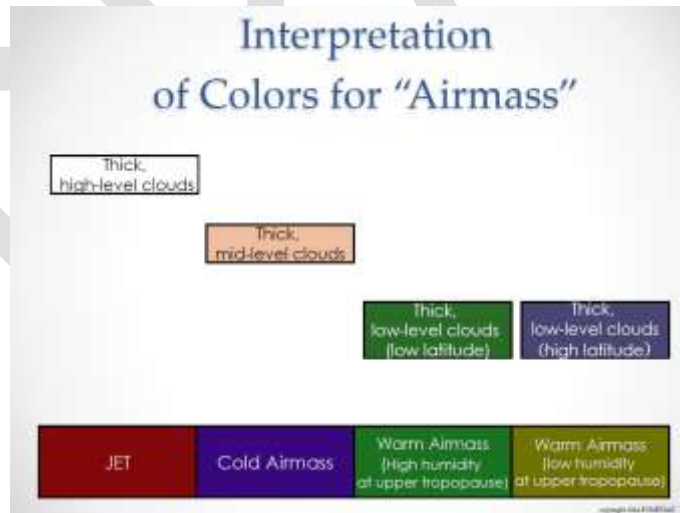 Interpretation
of Colors for “Airmass”
Thick,
high-level clouds
Thick,
mid-level clouds
Thick,
low-level clouds
(low latitude)
Thick,
low-level clouds
(high latitude)
JET
Cold Airmass
Warm Airmass
(High humidity
at upper tropopause)
Warm Airmass
(low humidity
at upper tropopause)